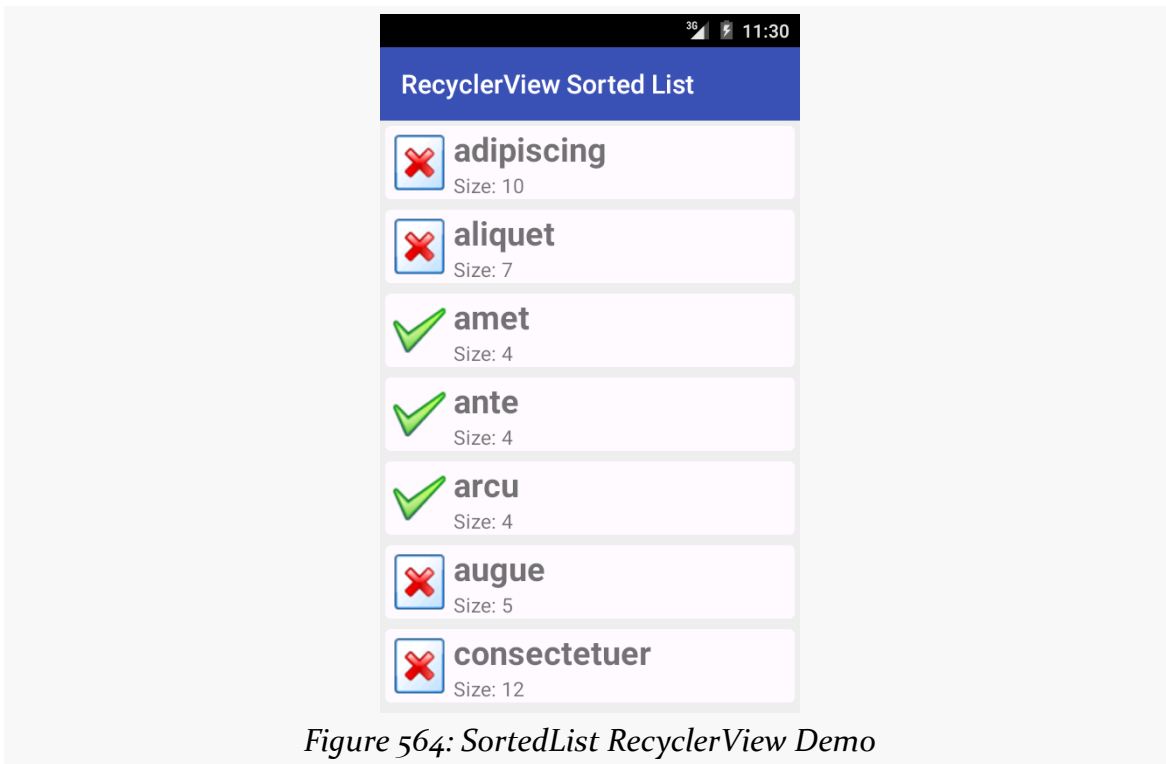 3G 11:30
RecyclerView Sorted List
adipiscing
Size: 10
aliquet
Size: 7
amet
Size: 4
ante
Size: 4
arcu
Size: 4
augue
Size: 5
consectetuer
Size: 12
Figure 564: SortedList RecyclerView Demo